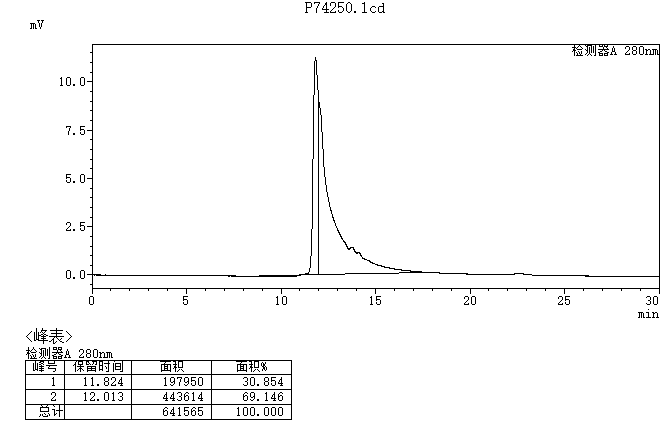 P74250.lcd
mV
检测器A 280nm
10.0
7.5
5.0
2.5
0.0
0 5 10 15 20 25 30
min
<峰表>
检测器A 280nm
峰号 保留时间 面积 面积%
1 11.824 197950 30.854
2 12.013 443614 69.146
总计 641565 100.000